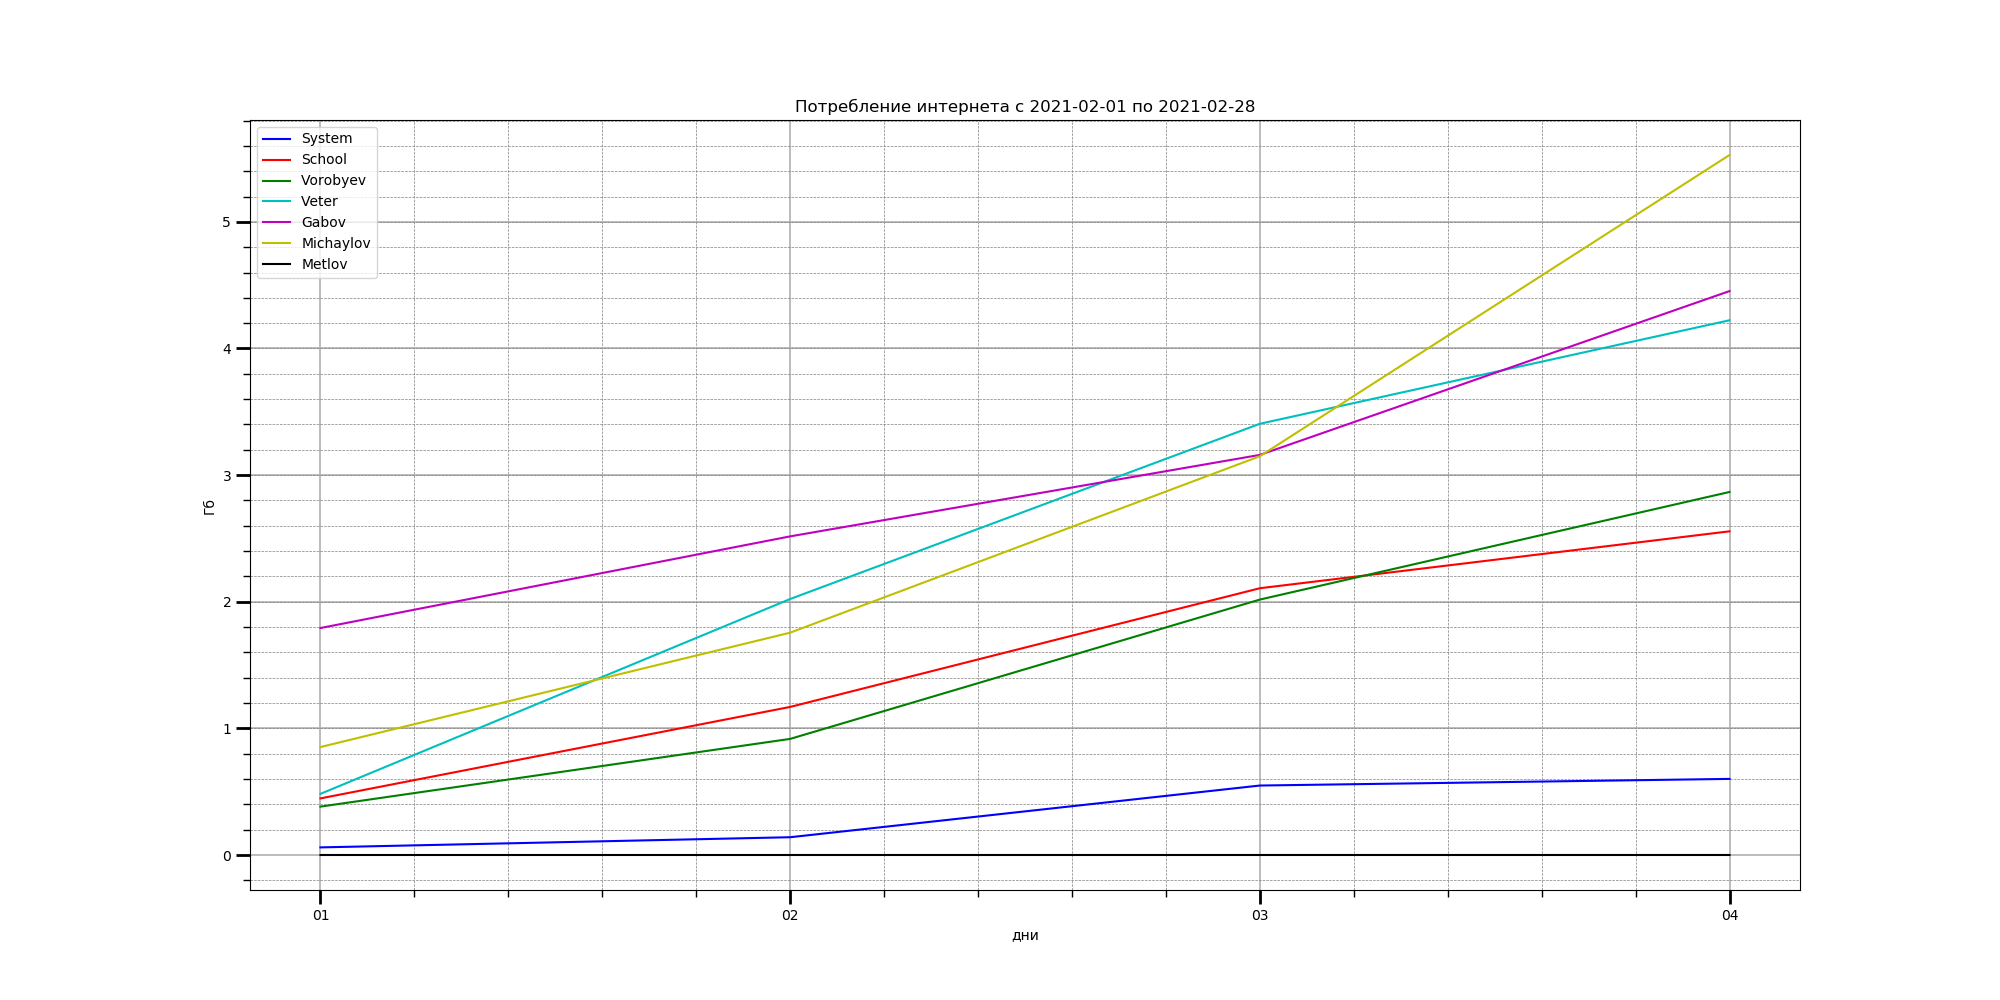 Потребление интернета с 2021-02-01 по 2021-02-28
System
School
Vorobyev
Veter
Gabov
Michaylov
Metlov
5
4
3
2
1
0
Гб
01 02 03 04
дни